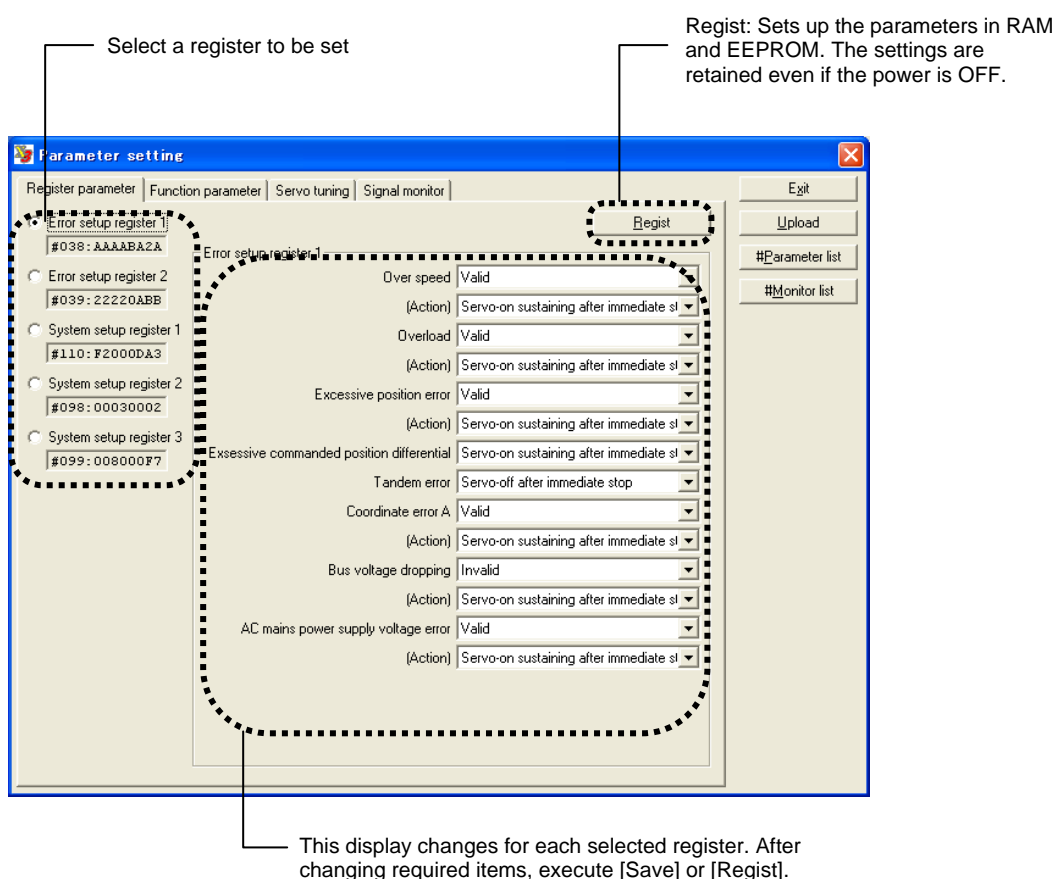 Select a register to be set
Regist: Sets up the parameters in RAM
and EEPROM. The settings are
retained even if the power is OFF.
Parameter setting
Register parameter
Function parameter
Servo tuning
Signal monitor
Exit
Upload
#Parameter list
#Monitor list
Regist
Error setup register 1
#038:AAAABA2A
Error setup register 2
#039:22220ABB
System setup register 1
#110:F2000DA3
System setup register 2
#098:00030002
System setup register 3
#099:008000F7
Error setup register 1
Over speed Valid
(Action) Servo-on sustaining after immediate st
Overload Valid
(Action) Servo-on sustaining after immediate st
Excessive position error Valid
(Action) Servo-on sustaining after immediate st
Exsessive commanded position differential Servo-on sustaining after immediate st
Tandem error Servo-off after immediate stop
Coordinate error A Valid
(Action) Servo-on sustaining after immediate st
Bus voltage dropping Invalid
(Action) Servo-on sustaining after immediate st
AC mains power supply voltage error Valid
(Action) Servo-on sustaining after immediate st
This display changes for each selected register. After
changing required items, execute [Save] or [Regist].